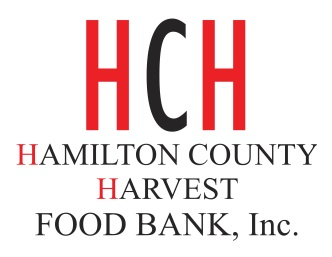 HCH
HAMILTON COUNTY
HARVEST
FOOD BANK, Inc.